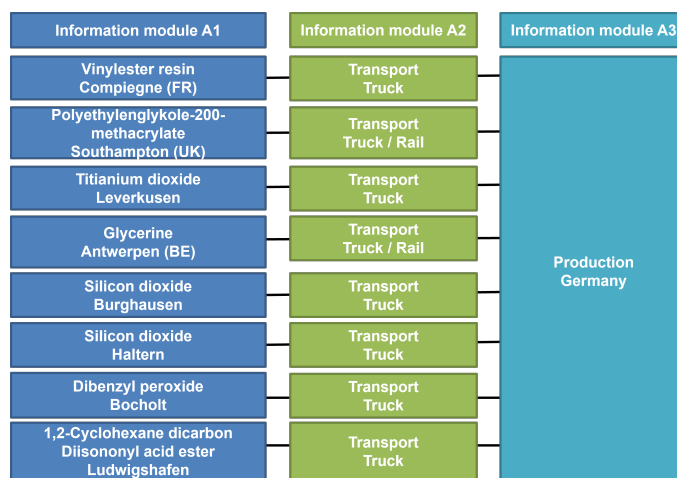 Information module A1
Information module A2
Information module A3
Vinylester resin
Compiegne (FR)
Transport
Truck
Polyethylenglykole-200-
methacrylate
Southampton (UK)
Transport
Truck / Rail
Titianium dioxide
Leverkusen
Transport
Truck
Glycerine
Antwerpen (BE)
Transport
Truck / Rail
Silicon dioxide
Burghausen
Transport
Truck
Silicon dioxide
Haltern
Transport
Truck
Dibenzyl peroxide
Bocholt
Transport
Truck
1,2-Cyclohexane dicarbon
Diisononyl acid ester
Ludwigshafen
Transport
Truck
Production
Germany